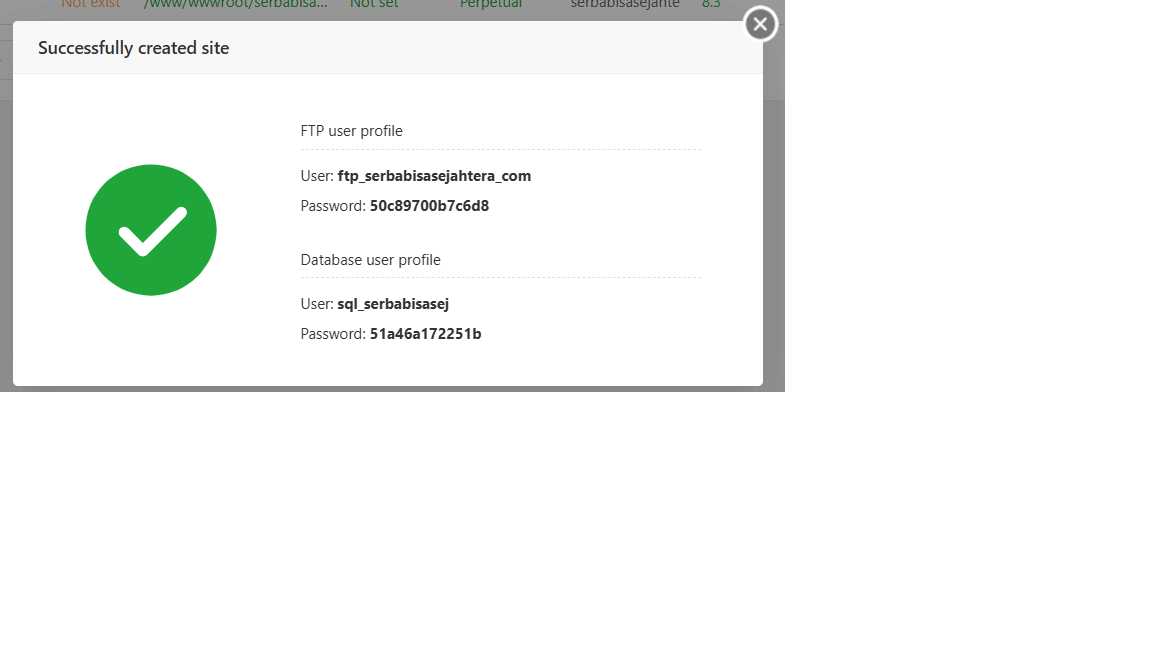 Not exist /www/wwwroot/serbabisa... Not set Perpetual serbabisasejahte 8.3
Successfully created site
FTP user profile
User: ftp_serbabisasejahtera_com
Password: 50c89700b7c6d8
Database user profile
User: sql_serbabisasej
Password: 51a46a172251b